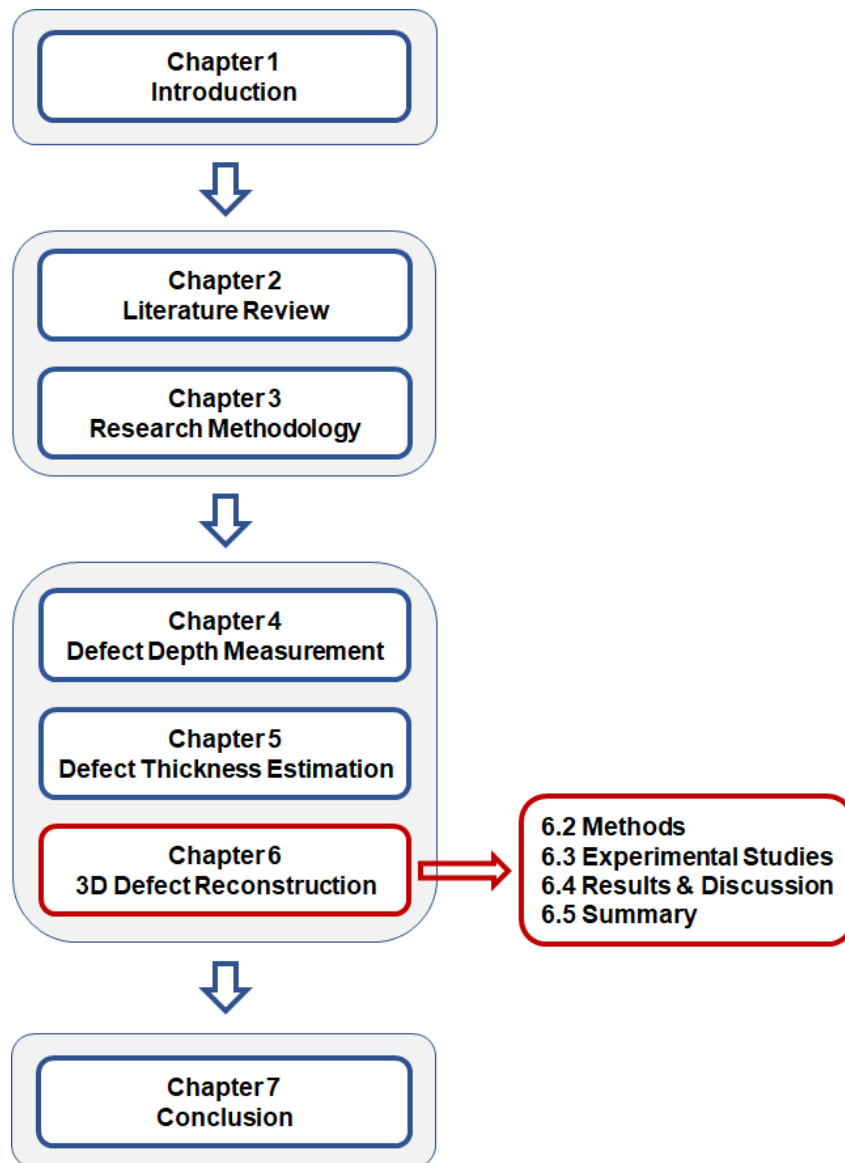 Chapter 1
Introduction
Chapter 2
Literature Review
Chapter 3
Research Methodology
Chapter 4
Defect Depth Measurement
Chapter 5
Defect Thickness Estimation
Chapter 6
3D Defect Reconstruction
6.2 Methods
6.3 Experimental Studies
6.4 Results & Discussion
6.5 Summary
Chapter 7
Conclusion